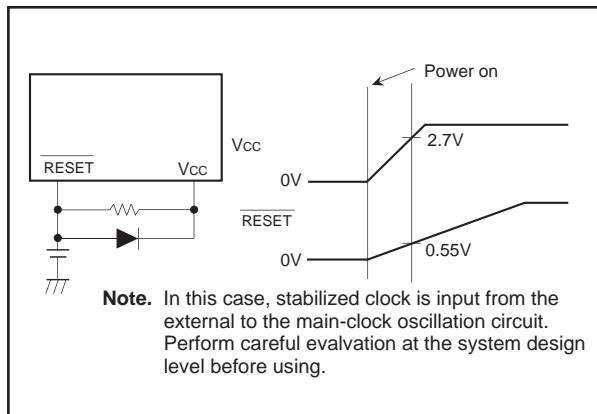 Power on
VCC
RESET
VCC
2.7V
0V
RESET
0.55V
0V
Note. In this case, stabilized clock is input from the
external to the main-clock oscillation circuit.
Perform careful evalvation at the system design
level before using.